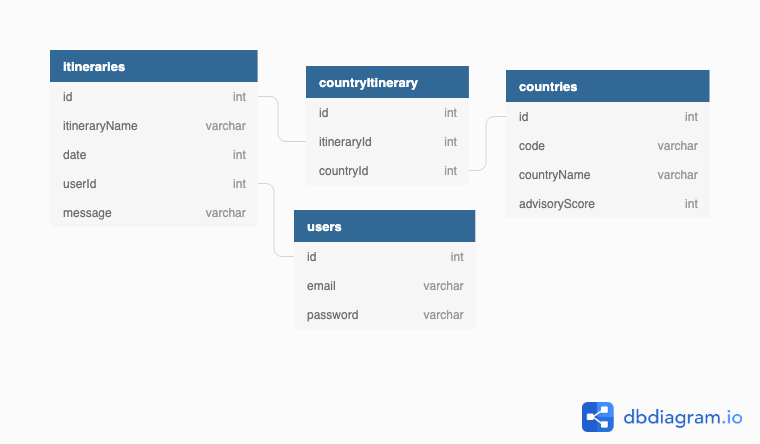 itineraries
id int
itineraryName varchar
date int
userId int
message varchar
countryItinerary
id int
itineraryId int
countryId int
countries
id int
code varchar
countryName varchar
advisoryScore int
users
id int
email varchar
password varchar
dbdiagram.io